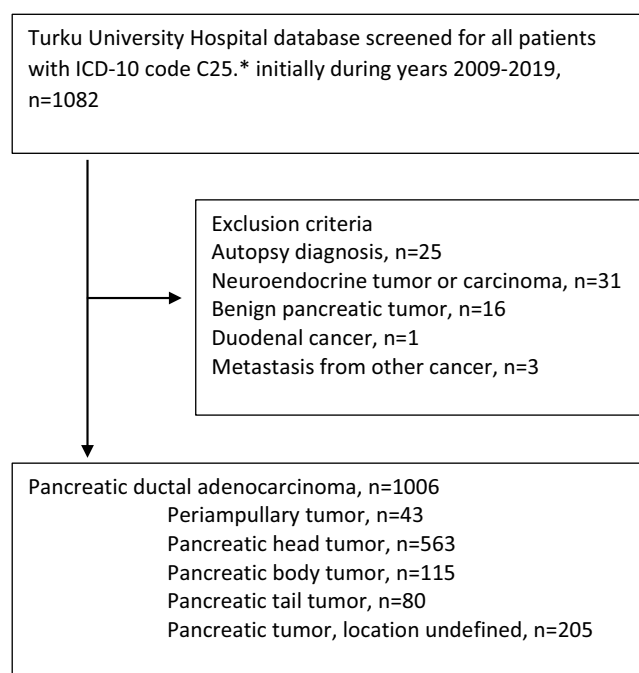 Turku University Hospital database screened for all patients
with ICD-10 code C25.* initially during years 2009-2019,
n=1082
Exclusion criteria
Autopsy diagnosis, n=25
Neuroendocrine tumor or carcinoma, n=31
Benign pancreatic tumor, n=16
Duodenal cancer, n=1
Metastasis from other cancer, n=3
Pancreatic ductal adenocarcinoma, n=1006
Periampullary tumor, n=43
Pancreatic head tumor, n=563
Pancreatic body tumor, n=115
Pancreatic tail tumor, n=80
Pancreatic tumor, location undefined, n=205